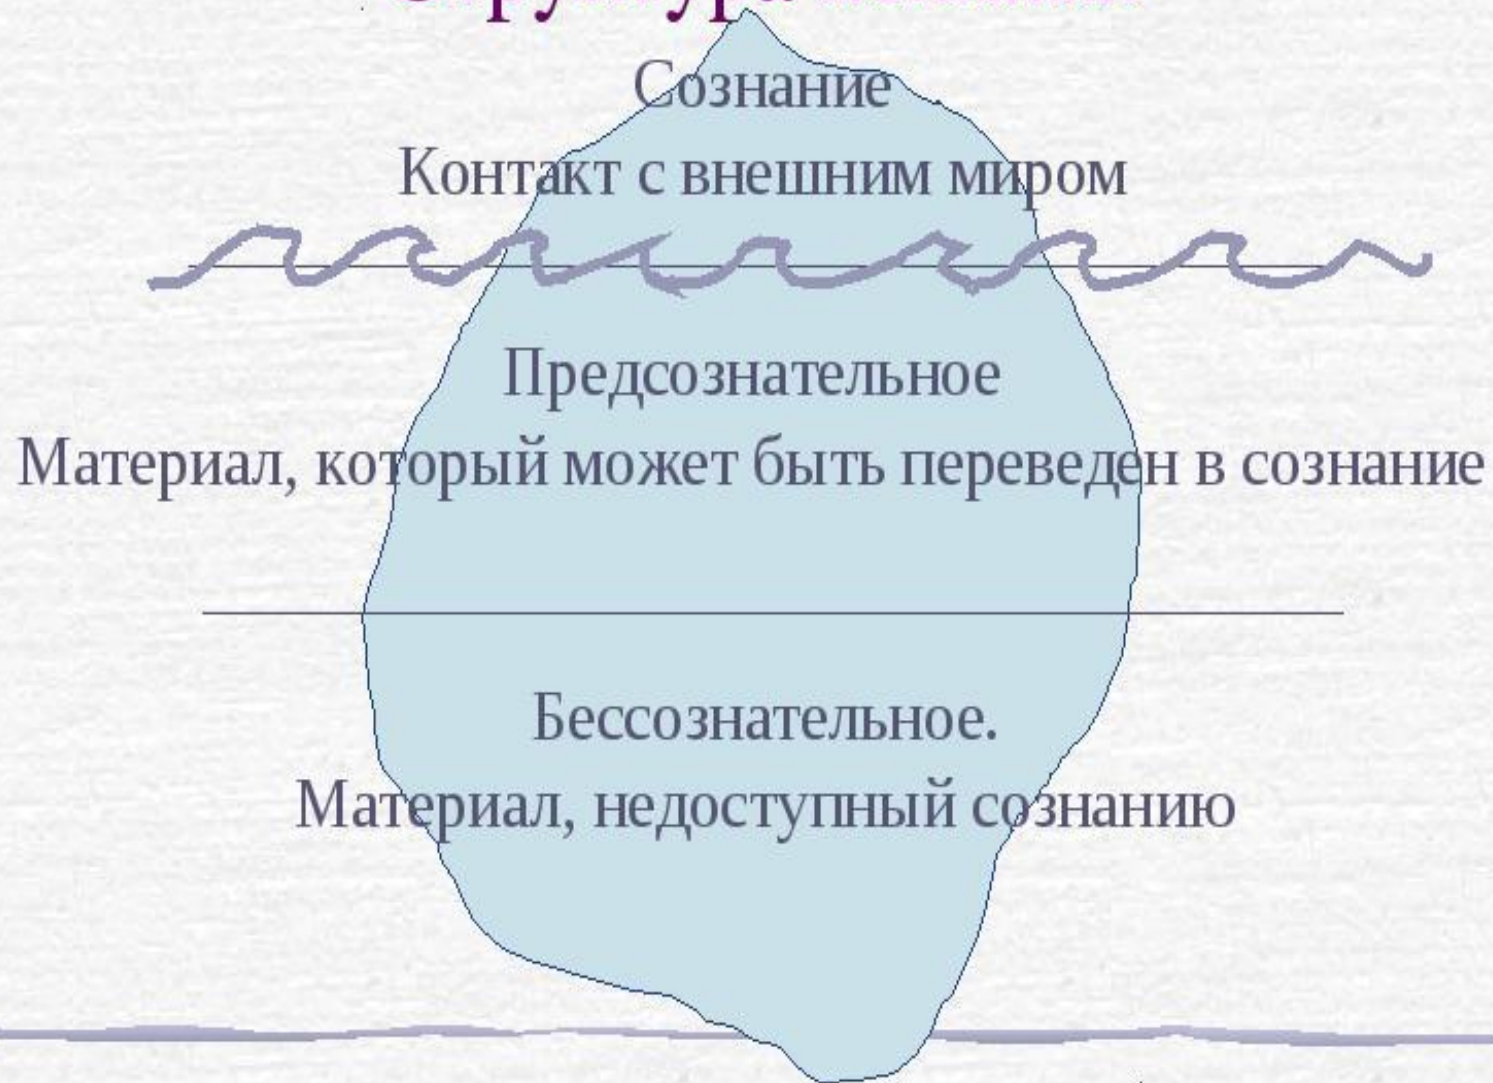 Сознание
Контакт с внешним миром
Предсознательное
Материал, который может быть переведен в сознание
Бессознательное.
Материал, недоступный сознанию